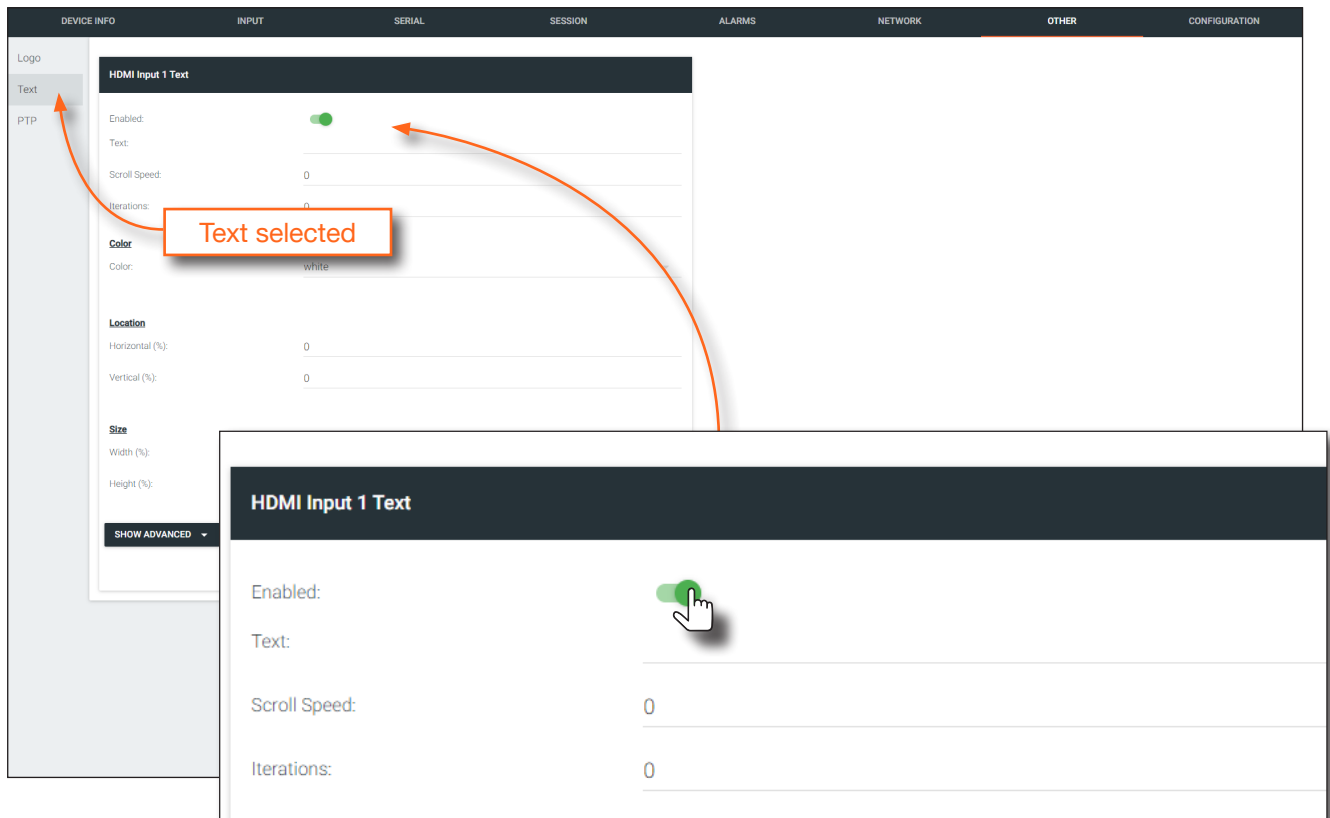 DEVICE INFO INPUT SERIAL SESSION ALARMS NETWORK OTHER CONFIGURATION
Logo
Text
PTP
HDMI Input 1 Text
Enabled:
Text:
Scroll Speed: 0
Iterations: 0
Text selected
Color
Color: white
Location
Horizontal (%): 0
Vertical (%): 0
Size
Width (%):
Height (%):
SHOW ADVANCED
HDMI Input 1 Text
Enabled:
Text:
Scroll Speed: 0
Iterations: 0